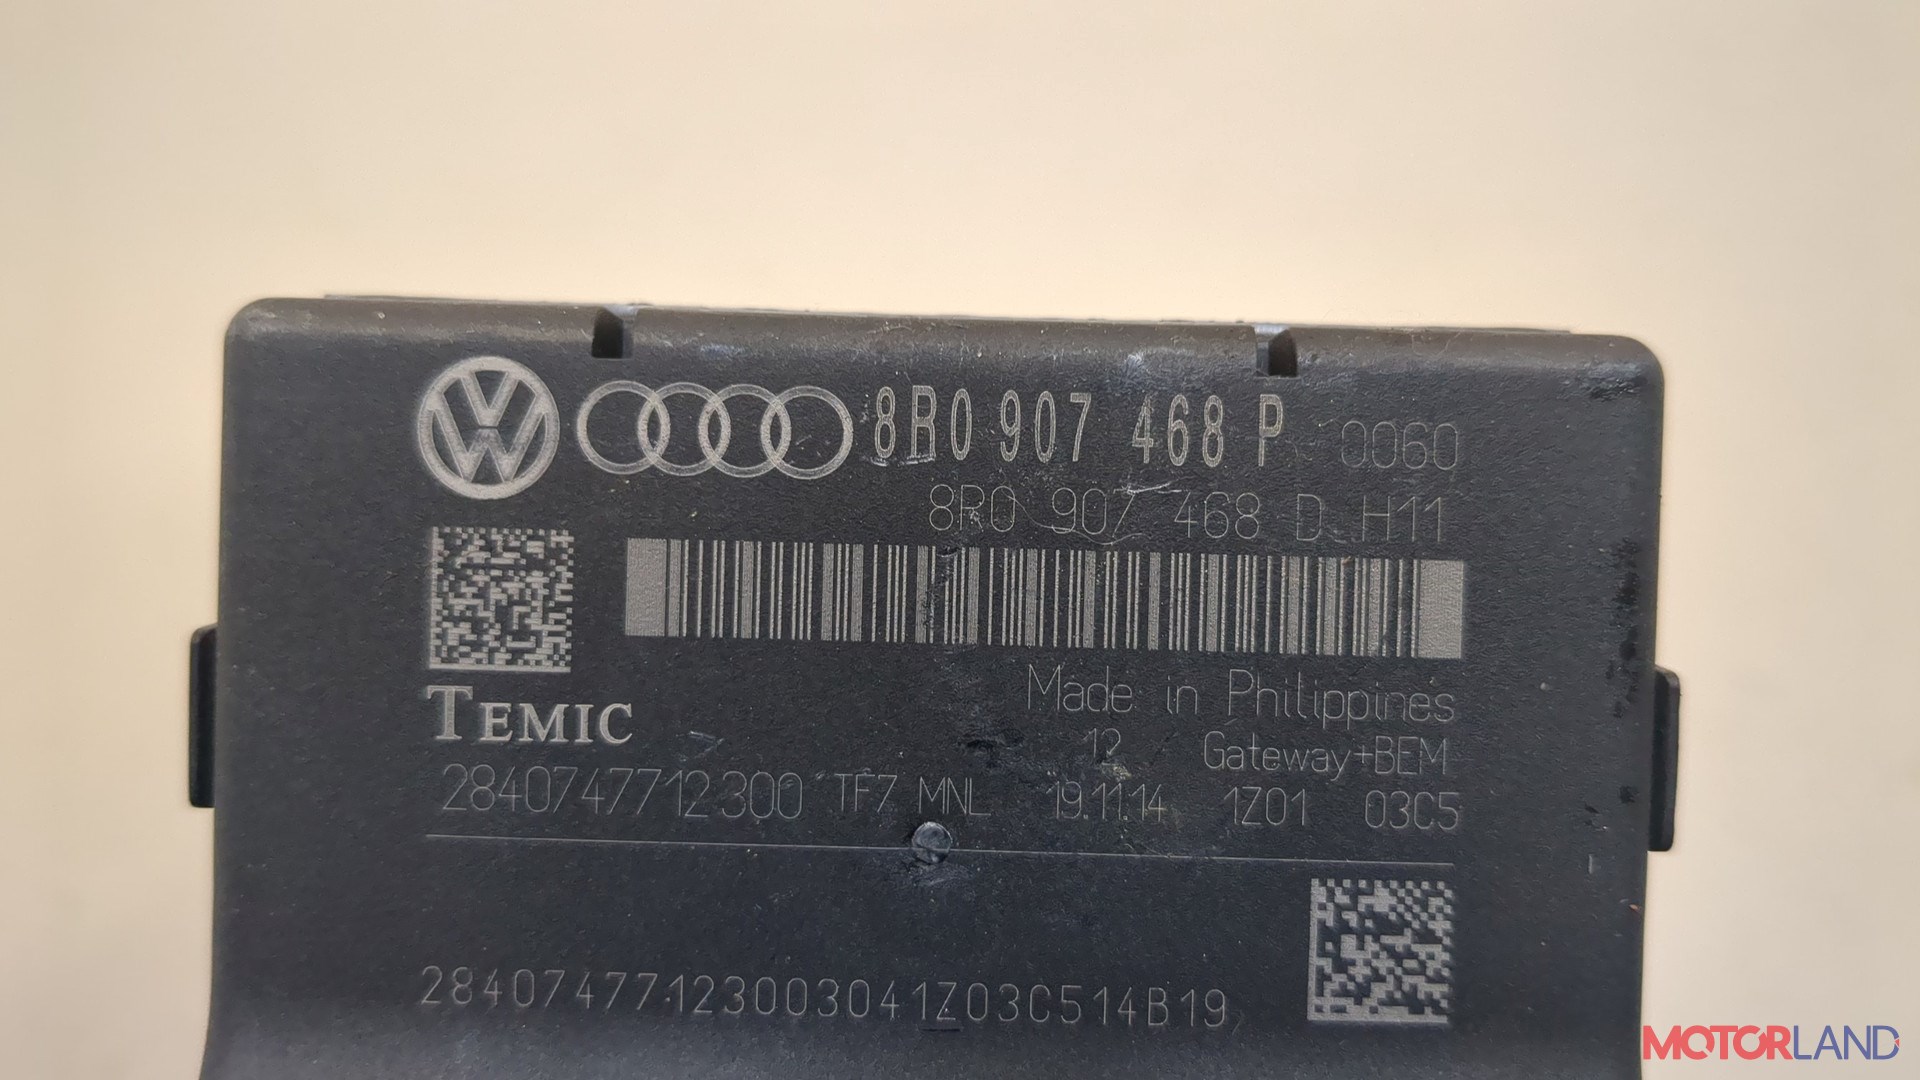 8R0 907 468 P 0060
8R0 907 468 D H11
Made in Philippines
TEMIC
12 Gateway+BEM
2840747712300 TF7 MNL 19.11.14 1Z01 03C5
28407477123003041Z03C514B19
MOTORLAND